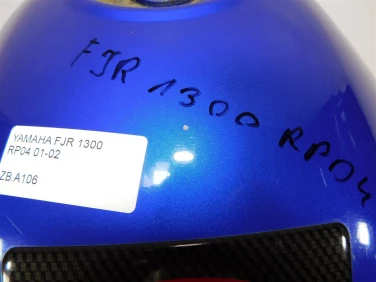 FJR 1300 RP04
YAMAHA FJR 1300
RP04 01-02
ZB.A106